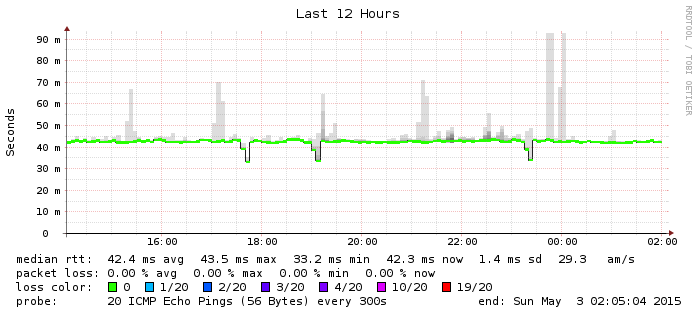 Last 12 Hours
RRDTOOL / TOBI OETIKER
Seconds
90 m
80 m
70 m
60 m
50 m
40 m
30 m
20 m
10 m
0
16:00 18:00 20:00 22:00 00:00 02:00
median rtt: 42.4 ms avg 43.5 ms max 33.2 ms min 42.3 ms now 1.4 ms sd 29.3 am/s
packet loss: 0.00 % avg 0.00 % max 0.00 % min 0.00 % now
loss color: 0 1/20 2/20 3/20 4/20 10/20 19/20
probe: 20 ICMP Echo Pings (56 Bytes) every 300s end: Sun May 3 02:05:04 2015